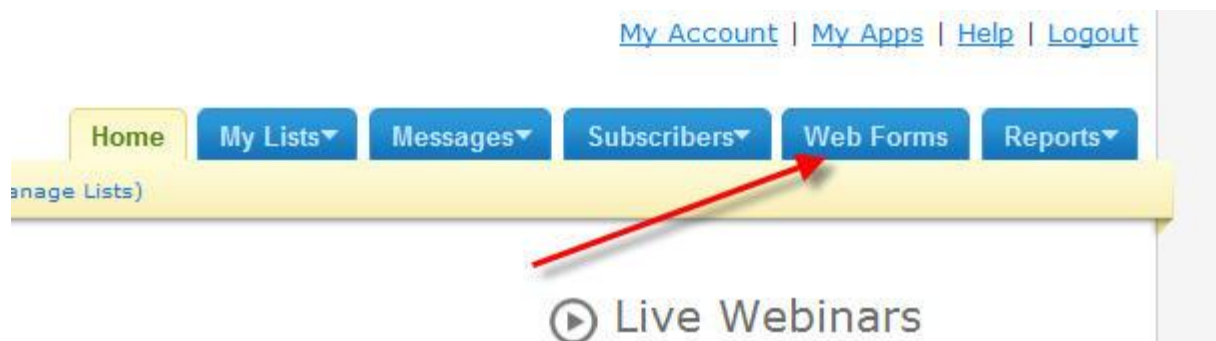 My Account | My Apps | Help | Logout
Home My Lists Messages Subscribers Web Forms Reports
anage Lists)
Live Webinars